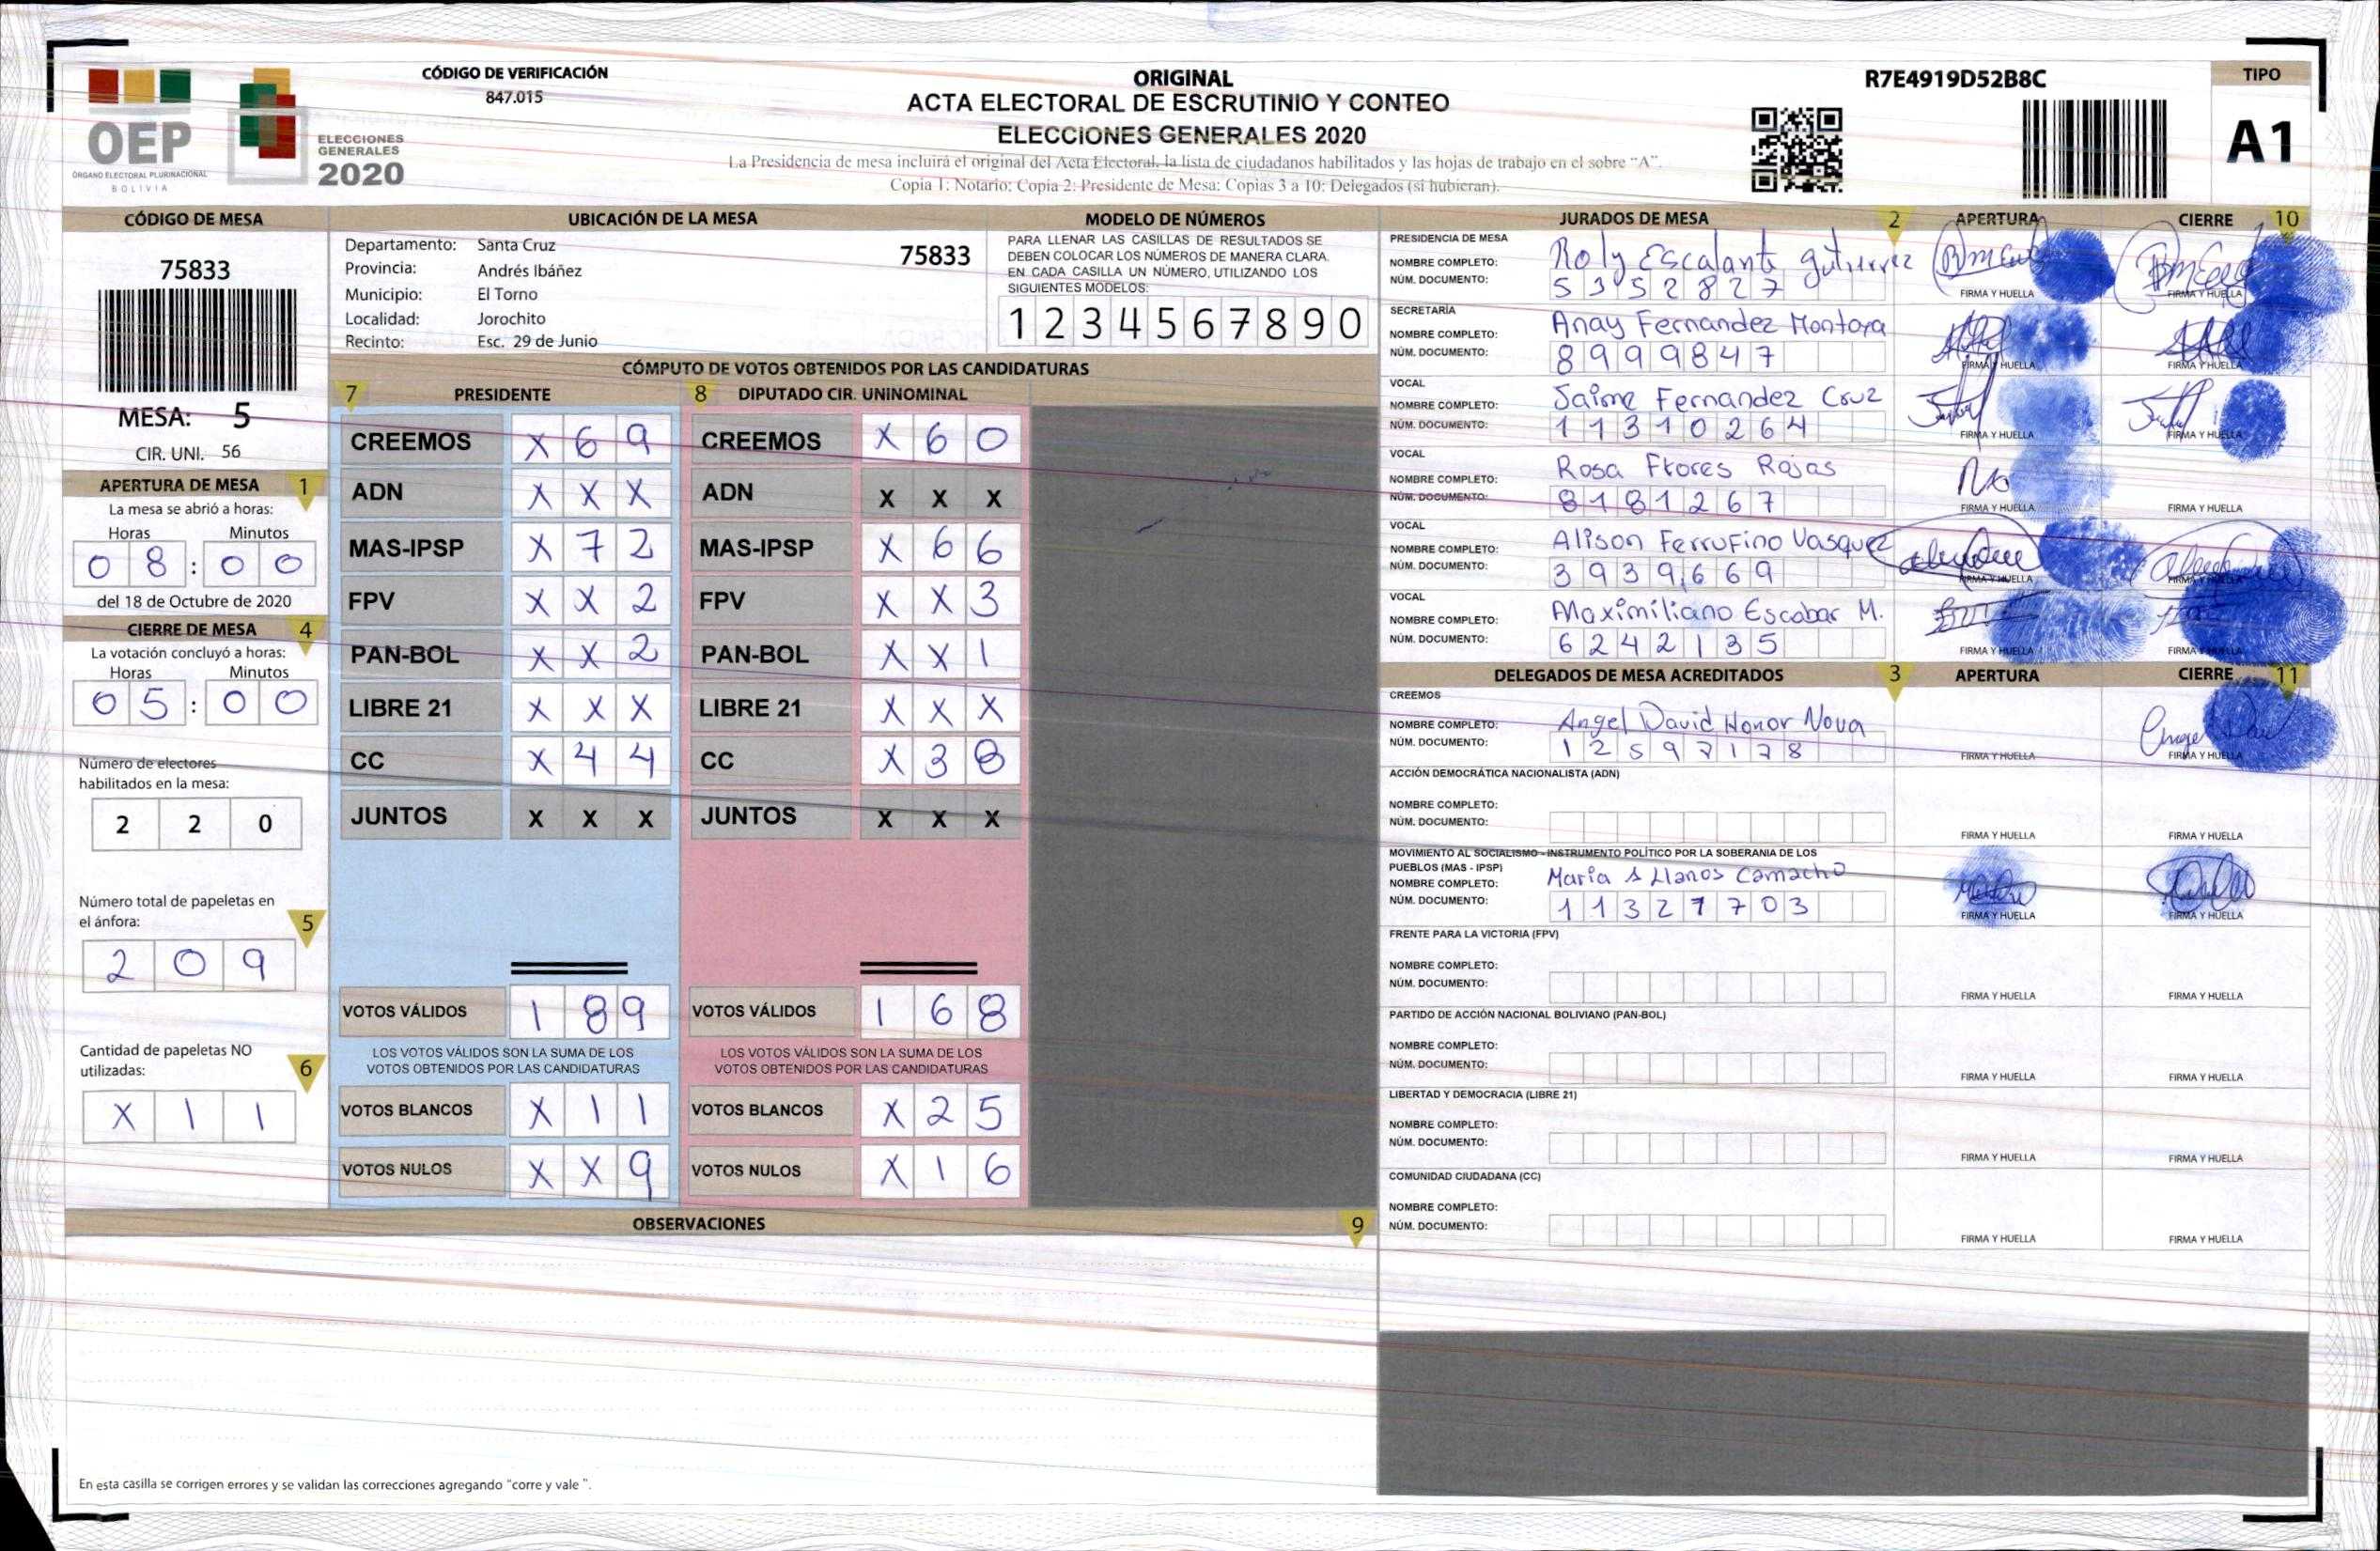 OEP
ÓRGANO ELECTORAL PLURINACIONAL
BOLIVIA
ELECCIONES
GENERALES
2020
CÓDIGO DE VERIFICACIÓN
847.015
ORIGINAL
ACTA ELECTORAL DE ESCRUTINIO Y CONTEO
ELECCIONES GENERALES 2020
La Presidencia de mesa incluirá el original del Acta Electoral, la lista de ciudadanos habilitados y las hojas de trabajo en el sobre “A”.
Copia 1: Notario; Copia 2: Presidente de Mesa; Copias 3 a 10: Delegados (si hubieran).
R7E4919D52B8C
TIPO
A1
CÓDIGO DE MESA
75833
MESA: 5
CIR. UNI. 56
APERTURA DE MESA 1
La mesa se abrió a horas:
Horas Minutos
0 8 : 0 0
del 18 de Octubre de 2020
CIERRE DE MESA 4
La votación concluyó a horas:
Horas Minutos
0 5 : 0 0
Número de electores
habilitados en la mesa:
2 2 0
Número total de papeletas en
el ánfora: 5
2 0 9
Cantidad de papeletas NO
utilizadas: 6
X 1 1
UBICACIÓN DE LA MESA
Departamento: Santa Cruz 75833
Provincia: Andrés Ibáñez
Municipio: El Torno
Localidad: Jorochito
Recinto: Esc. 29 de Junio
MODELO DE NÚMEROS
PARA LLENAR LAS CASILLAS DE RESULTADOS SE
DEBEN COLOCAR LOS NÚMEROS DE MANERA CLARA.
EN CADA CASILLA UN NÚMERO, UTILIZANDO LOS
SIGUIENTES MODELOS:
1 2 3 4 5 6 7 8 9 0
CÓMPUTO DE VOTOS OBTENIDOS POR LAS CANDIDATURAS
7 PRESIDENTE 8 DIPUTADO CIR. UNINOMINAL
CREEMOS X 6 9 CREEMOS X 6 0
ADN X X X ADN X X X
MAS-IPSP X 7 2 MAS-IPSP X 6 6
FPV X X 2 FPV X X 3
PAN-BOL X X 2 PAN-BOL X X 1
LIBRE 21 X X X LIBRE 21 X X X
CC X 4 4 CC X 3 8
JUNTOS X X X JUNTOS X X X
VOTOS VÁLIDOS 1 8 9 VOTOS VÁLIDOS 1 6 8
LOS VOTOS VÁLIDOS SON LA SUMA DE LOS LOS VOTOS VÁLIDOS SON LA SUMA DE LOS
VOTOS OBTENIDOS POR LAS CANDIDATURAS VOTOS OBTENIDOS POR LAS CANDIDATURAS
VOTOS BLANCOS X 1 1 VOTOS BLANCOS X 2 5
VOTOS NULOS X X 9 VOTOS NULOS X 1 6
OBSERVACIONES 9
En esta casilla se corrigen errores y se validan las correcciones agregando "corre y vale ".
JURADOS DE MESA 2 APERTURA CIERRE 10
PRESIDENCIA DE MESA
NOMBRE COMPLETO: Roly Escalante gutierrez
NÚM. DOCUMENTO: 5 3 5 2 8 2 7
FIRMA Y HUELLA FIRMA Y HUELLA
SECRETARÍA
NOMBRE COMPLETO: Anay Fernandez Montoya
NÚM. DOCUMENTO: 8 9 9 9 8 4 7
FIRMA Y HUELLA FIRMA Y HUELLA
VOCAL
NOMBRE COMPLETO: Jaime Fernandez Cruz
NÚM. DOCUMENTO: 1 1 3 1 0 2 6 4
FIRMA Y HUELLA FIRMA Y HUELLA
VOCAL
NOMBRE COMPLETO: Rosa Flores Rojas
NÚM. DOCUMENTO: 8 1 8 1 2 6 7
FIRMA Y HUELLA FIRMA Y HUELLA
VOCAL
NOMBRE COMPLETO: Alison Ferrufino Vasquez
NÚM. DOCUMENTO: 3 9 3 9 6 6 9
FIRMA Y HUELLA FIRMA Y HUELLA
VOCAL
NOMBRE COMPLETO: Maximiliano Escobar M.
NÚM. DOCUMENTO: 6 2 4 2 1 3 5
FIRMA Y HUELLA FIRMA Y HUELLA
DELEGADOS DE MESA ACREDITADOS 3 APERTURA CIERRE 11
CREEMOS
NOMBRE COMPLETO: Angel David Honor Nova
NÚM. DOCUMENTO: 1 2 5 9 7 1 7 8
FIRMA Y HUELLA FIRMA Y HUELLA
ACCIÓN DEMOCRÁTICA NACIONALISTA (ADN)
NOMBRE COMPLETO:
NÚM. DOCUMENTO:
FIRMA Y HUELLA FIRMA Y HUELLA
MOVIMIENTO AL SOCIALISMO - INSTRUMENTO POLÍTICO POR LA SOBERANIA DE LOS
PUEBLOS (MAS - IPSP)
NOMBRE COMPLETO: Maria S Llanos Camacho
NÚM. DOCUMENTO: 1 1 3 2 7 7 0 3
FIRMA Y HUELLA FIRMA Y HUELLA
FRENTE PARA LA VICTORIA (FPV)
NOMBRE COMPLETO:
NÚM. DOCUMENTO:
FIRMA Y HUELLA FIRMA Y HUELLA
PARTIDO DE ACCIÓN NACIONAL BOLIVIANO (PAN-BOL)
NOMBRE COMPLETO:
NÚM. DOCUMENTO:
FIRMA Y HUELLA FIRMA Y HUELLA
LIBERTAD Y DEMOCRACIA (LIBRE 21)
NOMBRE COMPLETO:
NÚM. DOCUMENTO:
FIRMA Y HUELLA FIRMA Y HUELLA
COMUNIDAD CIUDADANA (CC)
NOMBRE COMPLETO:
NÚM. DOCUMENTO:
FIRMA Y HUELLA FIRMA Y HUELLA